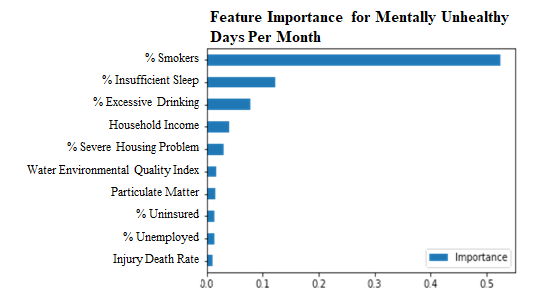 Feature Importance for Mentally Unhealthy
Days Per Month
% Smokers
% Insufficient Sleep
% Excessive Drinking
Household Income
% Severe Housing Problem
Water Environmental Quality Index
Particulate Matter
% Uninsured
% Unemployed
Injury Death Rate
Importance
0.0 0.1 0.2 0.3 0.4 0.5